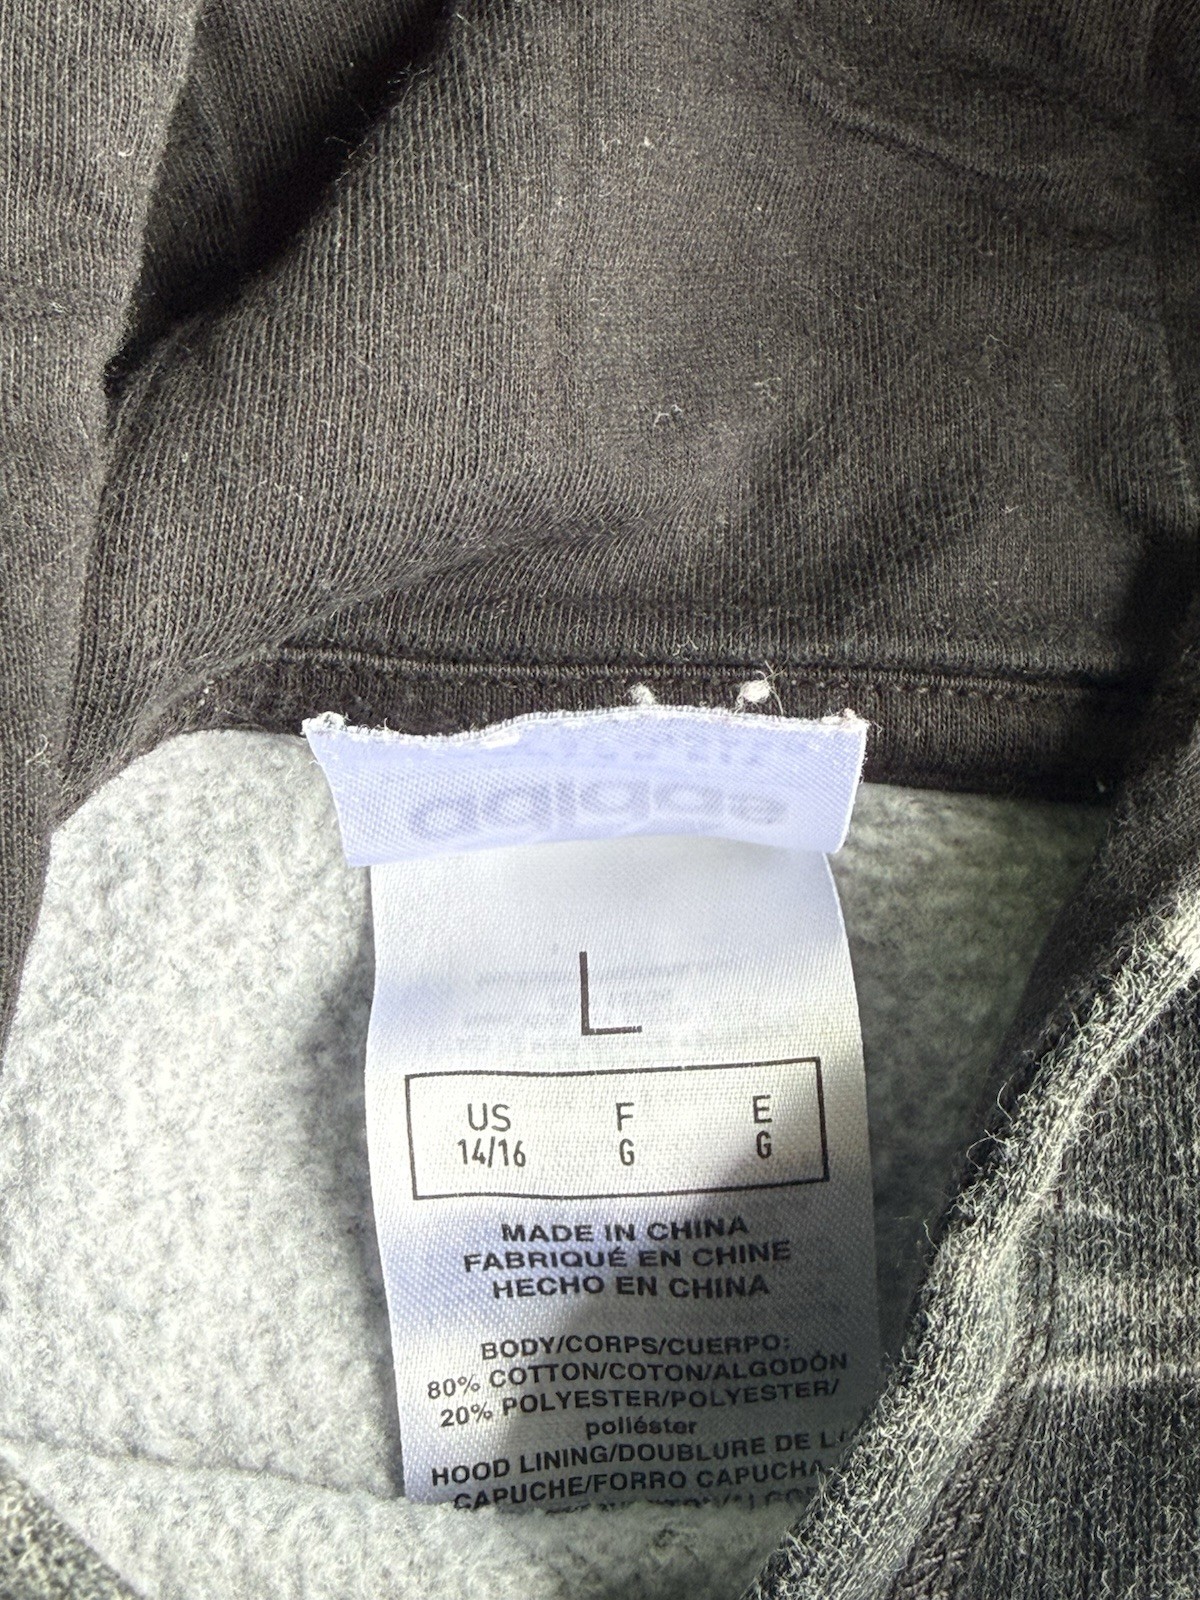 adidas
L
US F E
14/16 G G
MADE IN CHINA
FABRIQUÉ EN CHINE
HECHO EN CHINA
BODY/CORPS/CUERPO:
80% COTTON/COTON/ALGODÓN
20% POLYESTER/POLYESTER/
poliéster
HOOD LINING/DOUBLURE DE LA
CAPUCHE/FORRO CAPUCHA